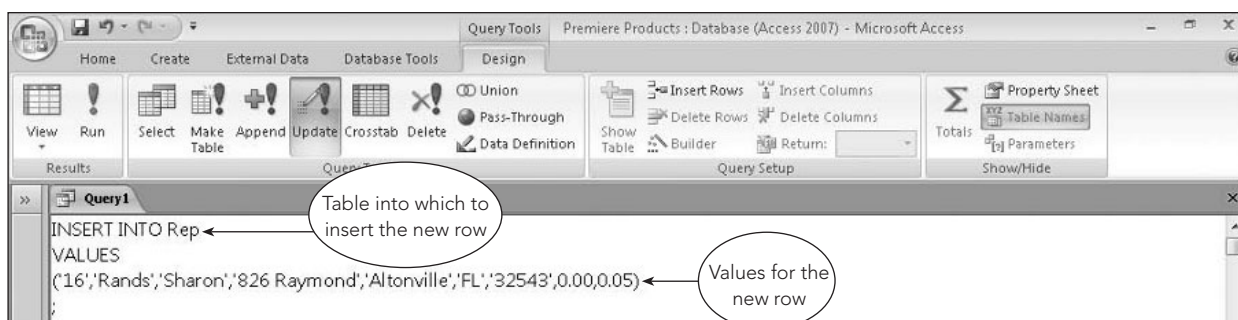 Query Tools Premiere Products : Database (Access 2007) - Microsoft Access
Home Create External Data Database Tools Design
View Run Select Make Table Append Update Crosstab Delete
Union
Pass-Through
Data Definition
Show Table
Insert Rows
Delete Rows
Builder
Insert Columns
Delete Columns
Return:
Totals
Property Sheet
XYZ
Table Names
Parameters
Results
Query Setup
Show/Hide
» Query1
Table into which to
insert the new row
INSERT INTO Rep
VALUES
('16','Rands','Sharon','826 Raymond','Altonville','FL','32543',0.00,0.05)
;
Values for the
new row